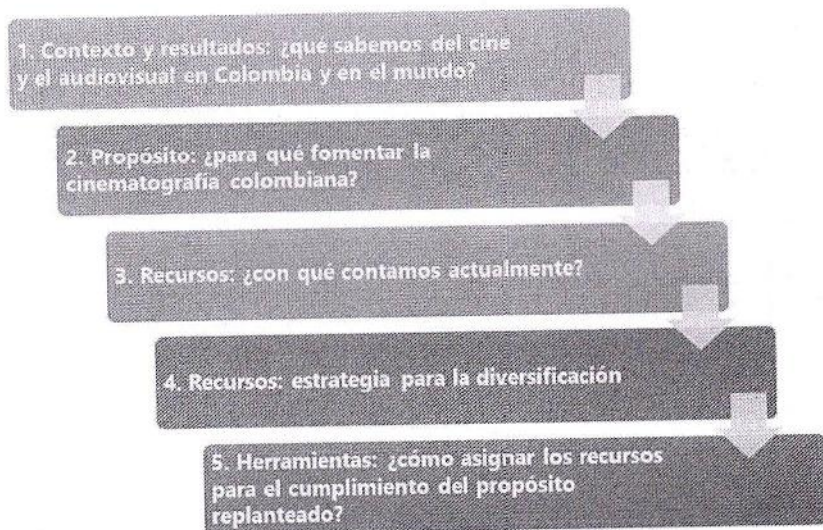 1. Contexto y resultados: ¿qué sabemos del cine
y el audiovisual en Colombia y en el mundo?
2. Propósito: ¿para qué fomentar la
cinematografía colombiana?
3. Recursos: ¿con qué contamos actualmente?
4. Recursos: estrategia para la diversificación
5. Herramientas: ¿cómo asignar los recursos
para el cumplimiento del propósito
replanteado?